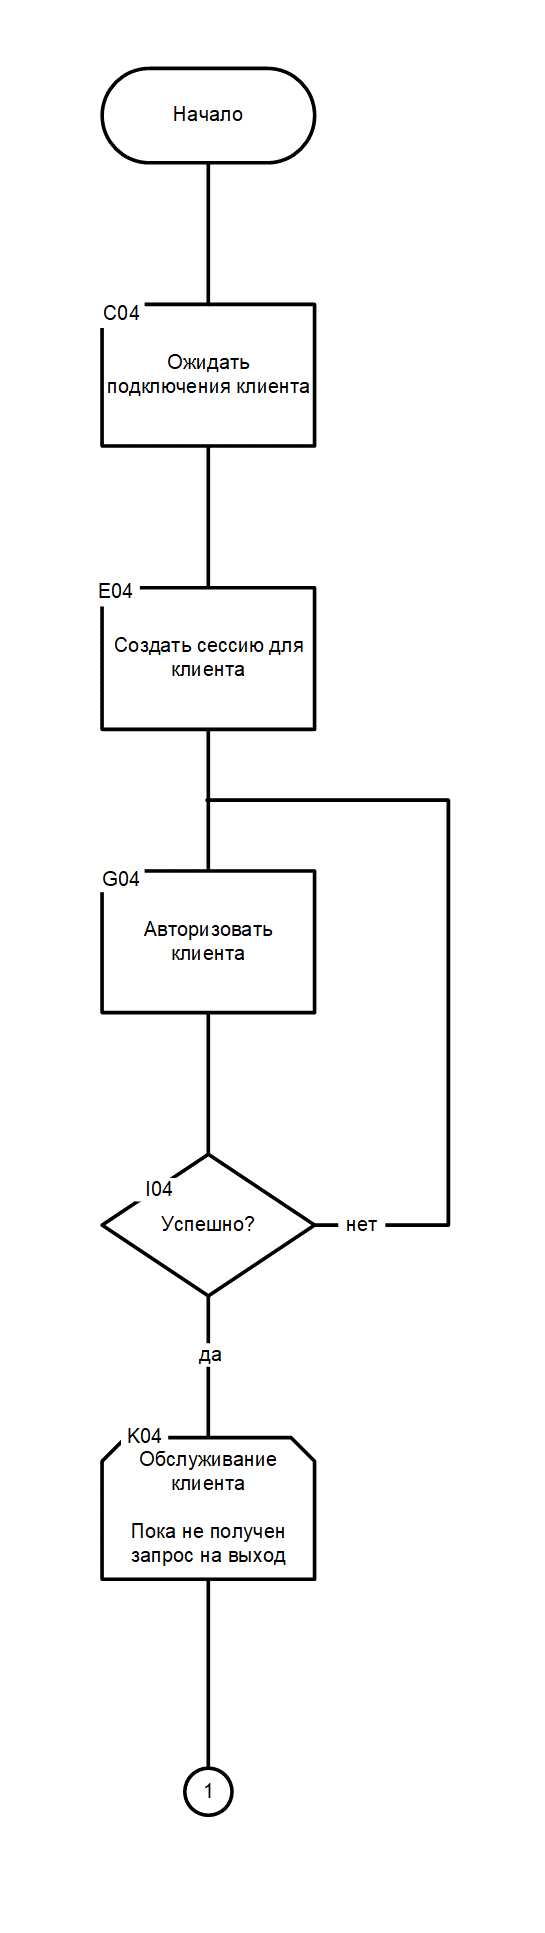 Начало
C04
Ожидать
подключения клиента
E04
Создать сессию для
клиента
G04
Авторизовать
клиента
I04
Успешно?
нет
да
K04
Обслуживание
клиента
Пока не получен
запрос на выход
1